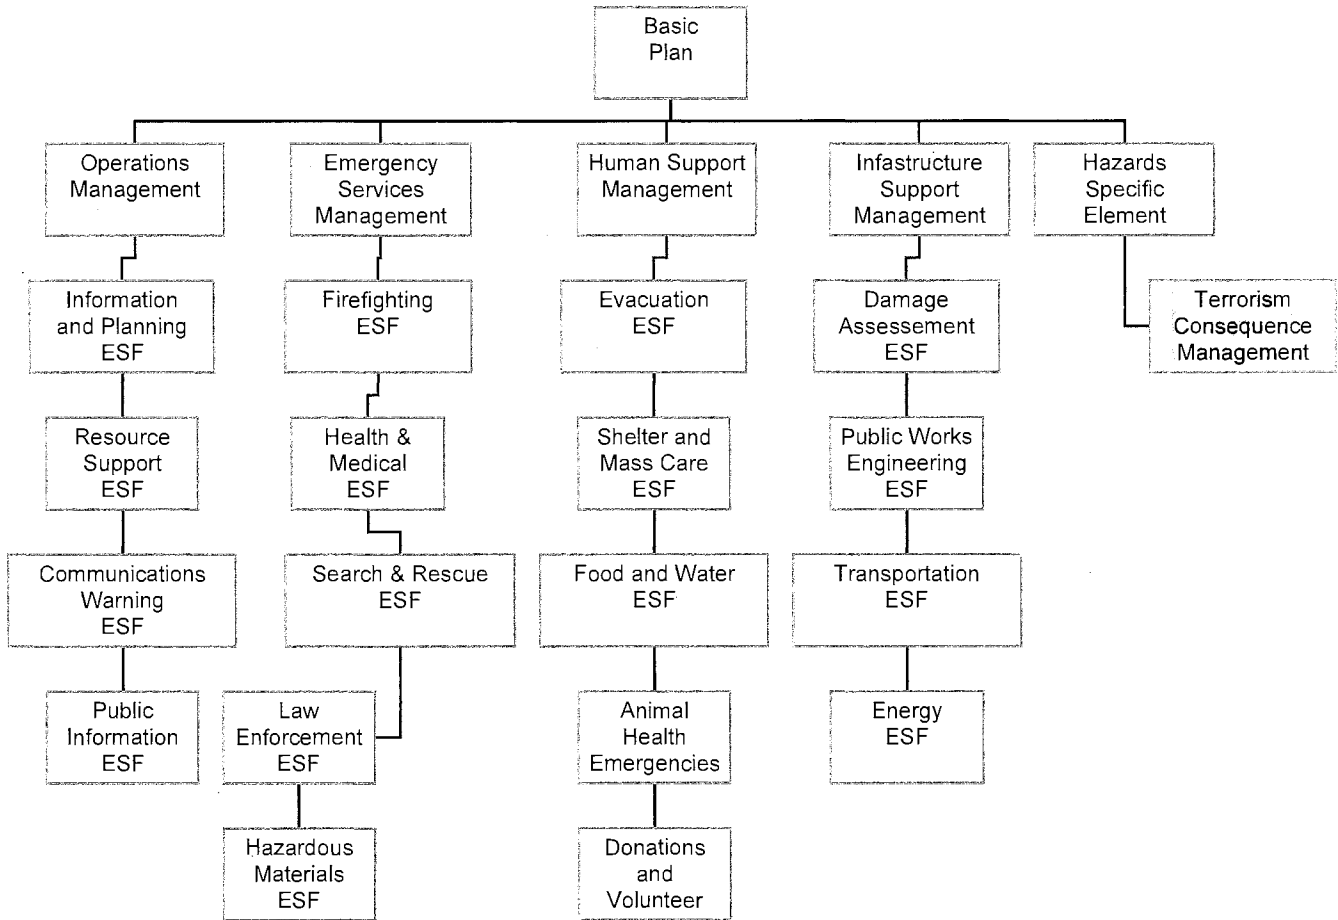 Basic
Plan
Operations
Management
Emergency
Services
Management
Human Support
Management
Infastructure
Support
Management
Hazards
Specific
Element
Information
and Planning
ESF
Firefighting
ESF
Evacuation
ESF
Damage
Assessement
ESF
Terrorism
Consequence
Management
Resource
Support
ESF
Health &
Medical
ESF
Shelter and
Mass Care
ESF
Public Works
Engineering
ESF
Communications
Warning
ESF
Search & Rescue
ESF
Food and Water
ESF
Transportation
ESF
Public
Information
ESF
Law
Enforcement
ESF
Animal
Health
Emergencies
Energy
ESF
Hazardous
Materials
ESF
Donations
and
Volunteer